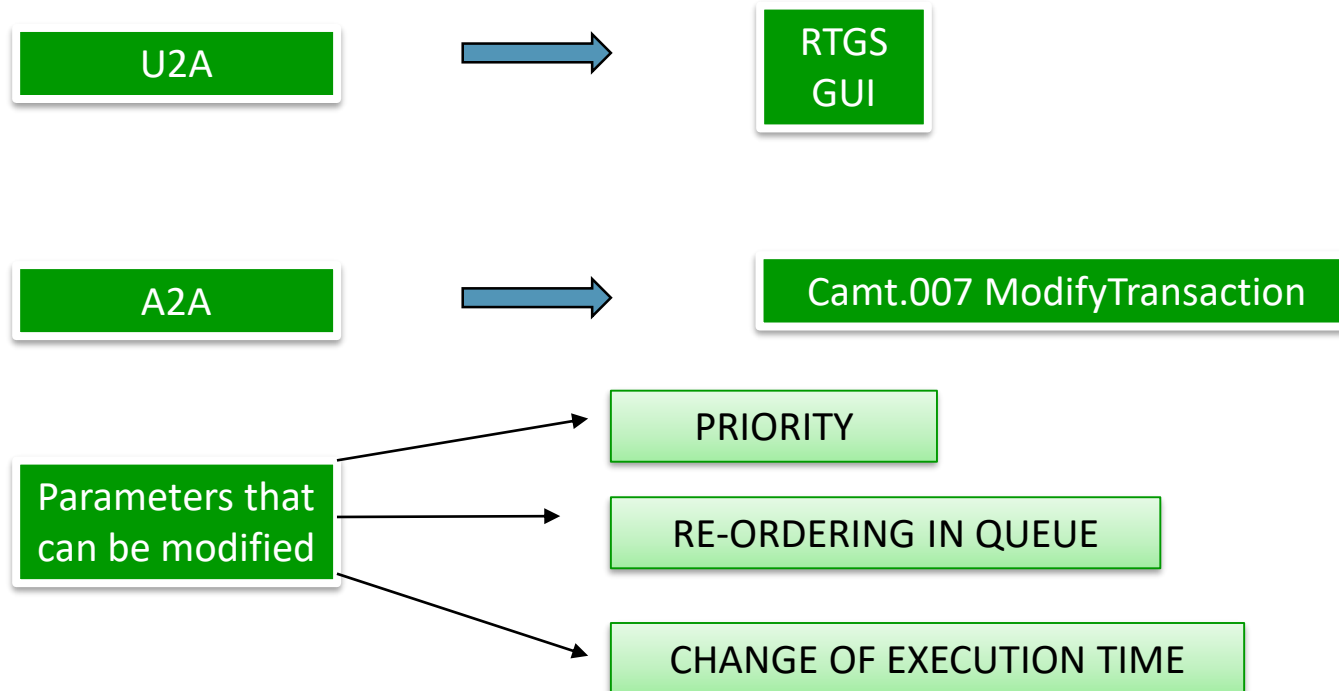 U2A
RTGS
GUI
A2A
Camt.007 ModifyTransaction
Parameters that
can be modified
PRIORITY
RE-ORDERING IN QUEUE
CHANGE OF EXECUTION TIME